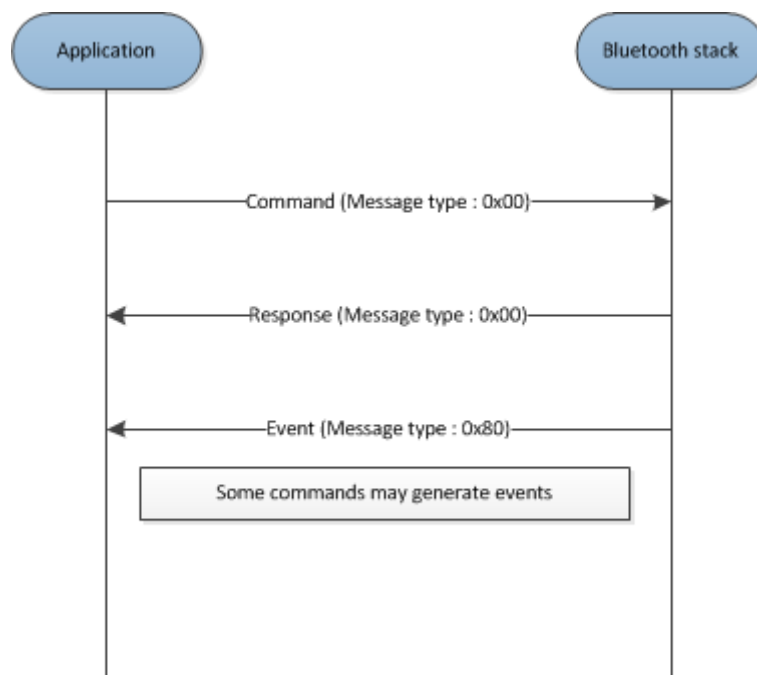 Application
Bluetooth stack
Command (Message type : 0x00)
Response (Message type : 0x00)
Event (Message type : 0x80)
Some commands may generate events